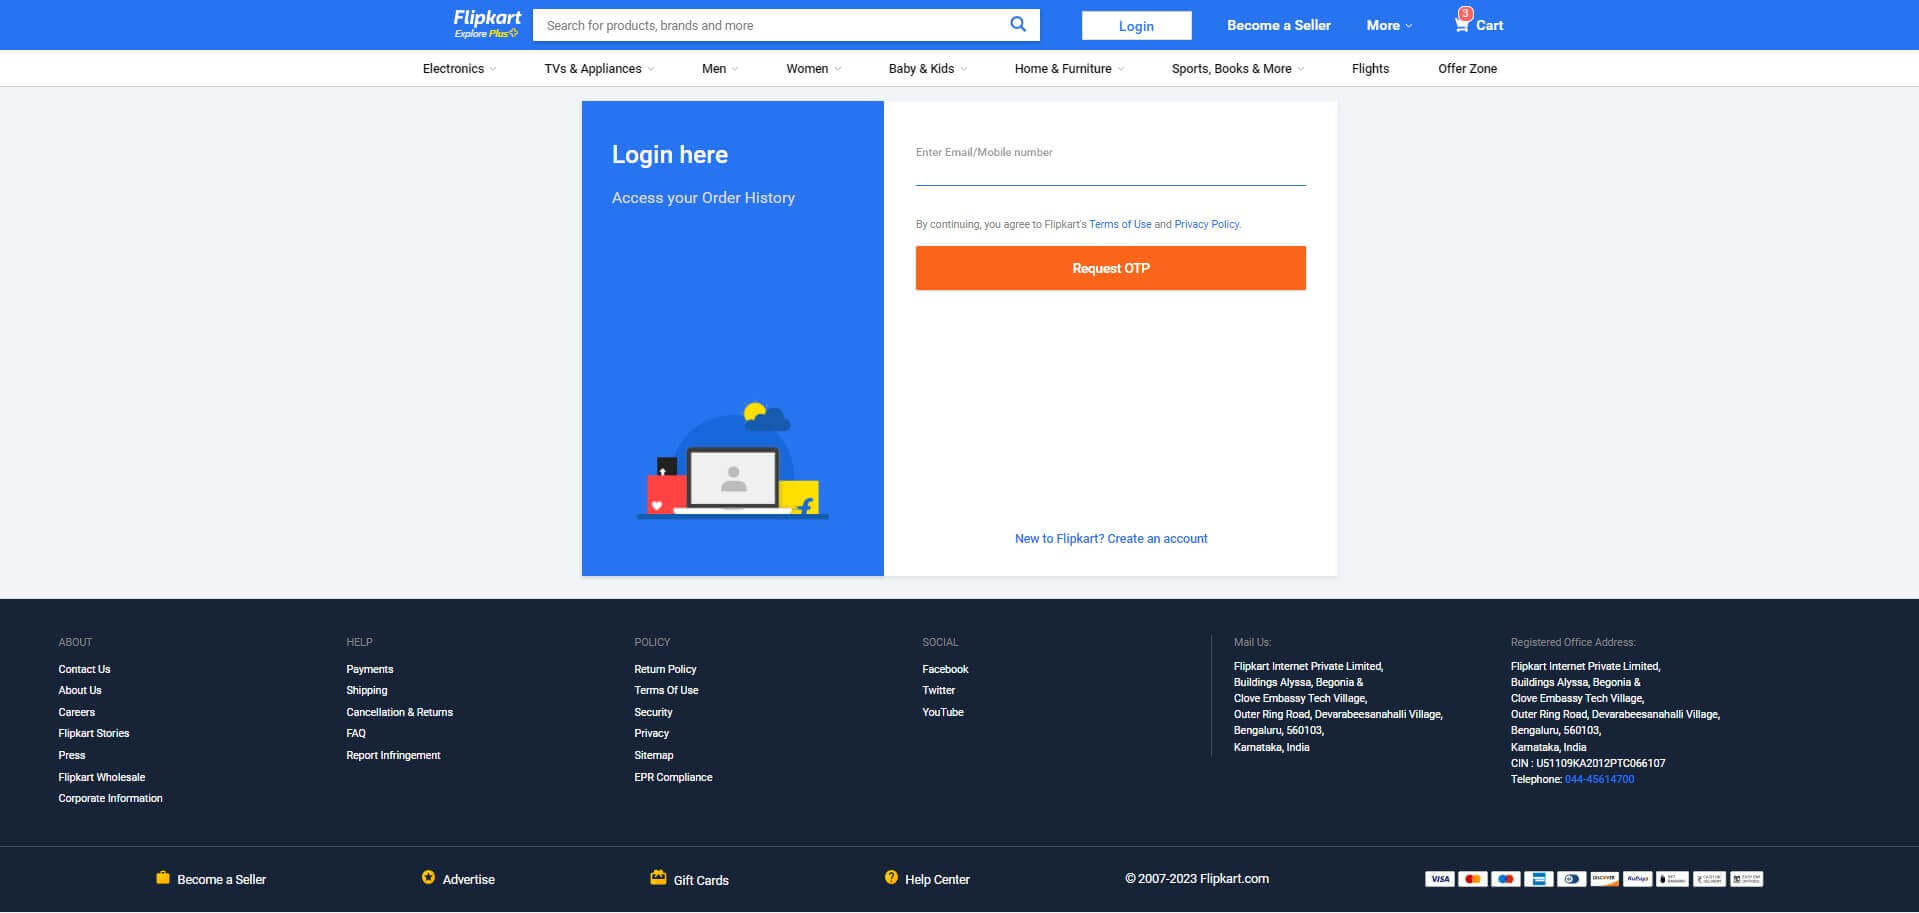 Flipkart
Explore Plus
Search for products, brands and more
Login
Become a Seller
More
3
Cart
Electronics
TVs & Appliances
Men
Women
Baby & Kids
Home & Furniture
Sports, Books & More
Flights
Offer Zone
Login here
Access your Order History
Enter Email/Mobile number
By continuing, you agree to Flipkart's Terms of Use and Privacy Policy.
Request OTP
New to Flipkart? Create an account
ABOUT
Contact Us
About Us
Careers
Flipkart Stories
Press
Flipkart Wholesale
Corporate Information
HELP
Payments
Shipping
Cancellation & Returns
FAQ
Report Infringement
POLICY
Return Policy
Terms Of Use
Security
Privacy
Sitemap
EPR Compliance
SOCIAL
Facebook
Twitter
YouTube
Mail Us:
Flipkart Internet Private Limited,
Buildings Alyssa, Begonia &
Clove Embassy Tech Village,
Outer Ring Road, Devarabeesanahalli Village,
Bengaluru, 560103,
Karnataka, India
Registered Office Address:
Flipkart Internet Private Limited,
Buildings Alyssa, Begonia &
Clove Embassy Tech Village,
Outer Ring Road, Devarabeesanahalli Village,
Bengaluru, 560103,
Karnataka, India
CIN : U51109KA2012PTC066107
Telephone: 044-45614700
Become a Seller
Advertise
Gift Cards
Help Center
© 2007-2023 Flipkart.com
VISA
DISCOVER
RuPay